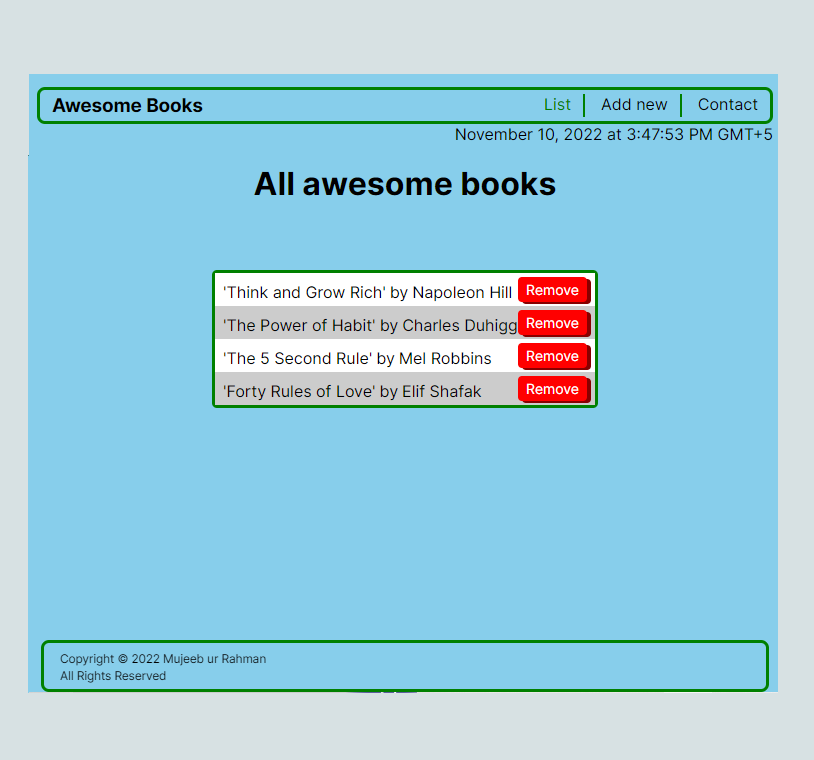 Awesome Books List Add new Contact
November 10, 2022 at 3:47:53 PM GMT+5
All awesome books
'Think and Grow Rich' by Napoleon Hill Remove
'The Power of Habit' by Charles Duhigg Remove
'The 5 Second Rule' by Mel Robbins Remove
'Forty Rules of Love' by Elif Shafak Remove
Copyright © 2022 Mujeeb ur Rahman
All Rights Reserved